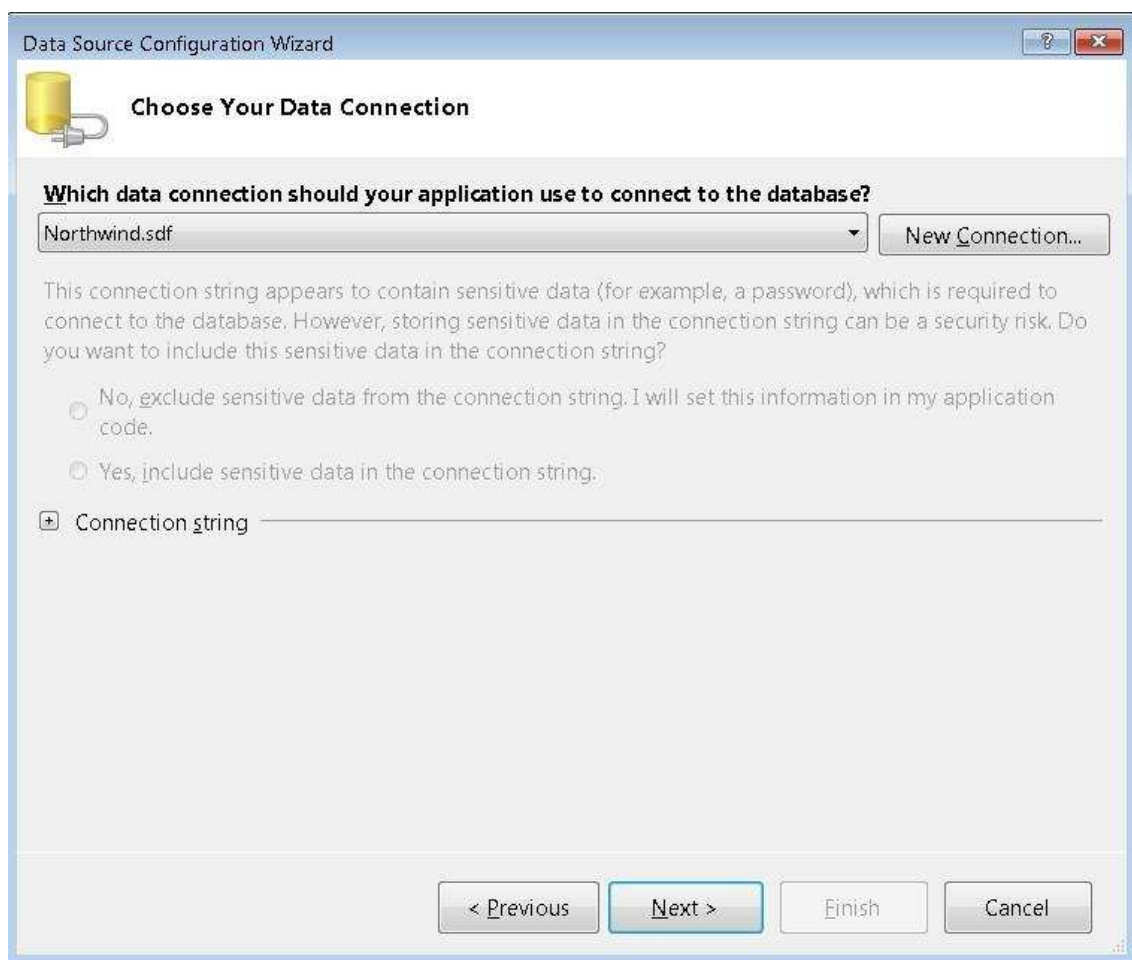 Data Source Configuration Wizard
Choose Your Data Connection
Which data connection should your application use to connect to the database?
Northwind.sdf
New Connection...
This connection string appears to contain sensitive data (for example, a password), which is required to
connect to the database. However, storing sensitive data in the connection string can be a security risk. Do
you want to include this sensitive data in the connection string?
No, exclude sensitive data from the connection string. I will set this information in my application
code.
Yes, include sensitive data in the connection string.
Connection string
< Previous
Next >
Finish
Cancel